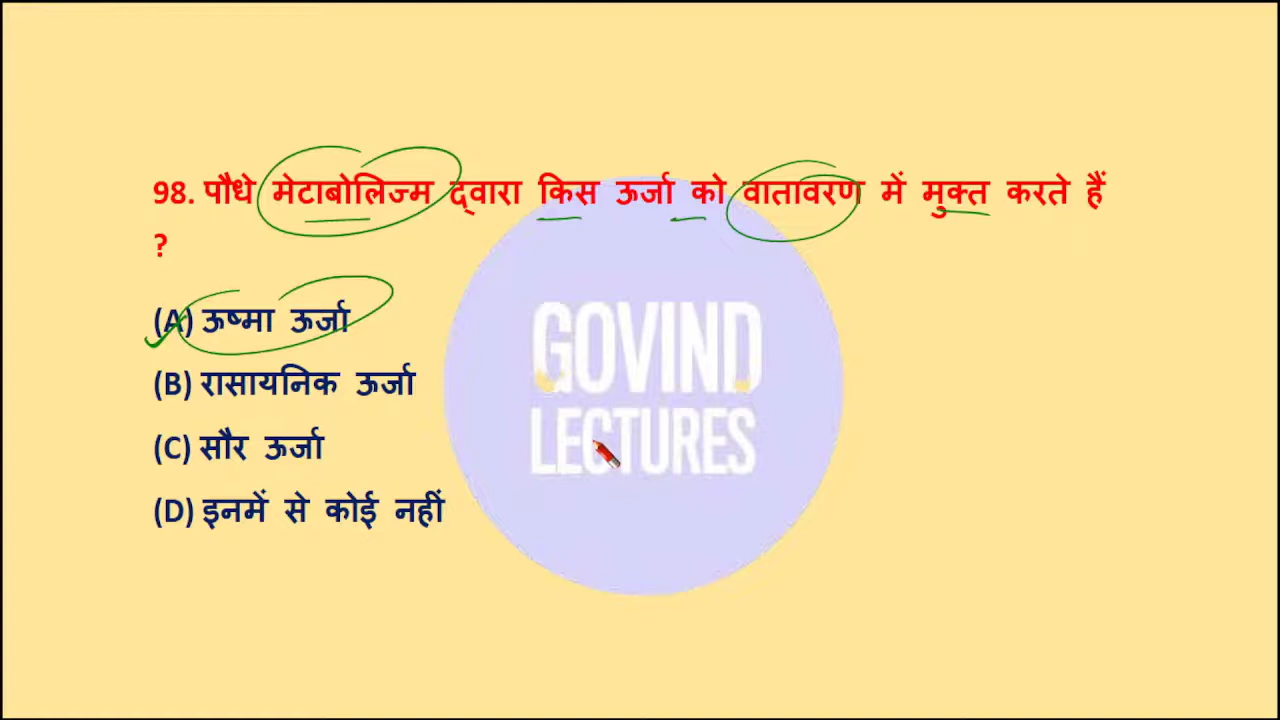 98. पौधे मेटाबोलिज्म द्वारा किस ऊर्जा को वातावरण में मुक्त करते हैं
?
(A) ऊष्मा ऊर्जा
(B) रासायनिक ऊर्जा
(C) सौर ऊर्जा
(D) इनमें से कोई नहीं
GOVIND
LECTURES